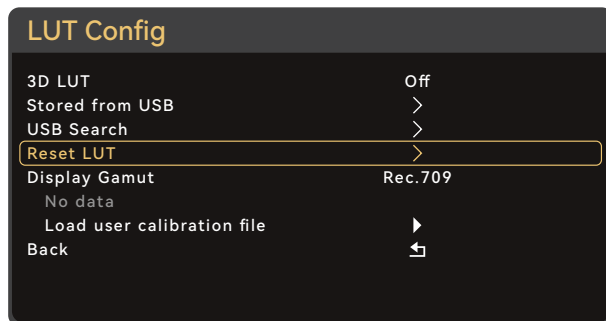 LUT Config
3D LUT Off
Stored from USB
USB Search
Reset LUT
Display Gamut Rec.709
No data
Load user calibration file
Back